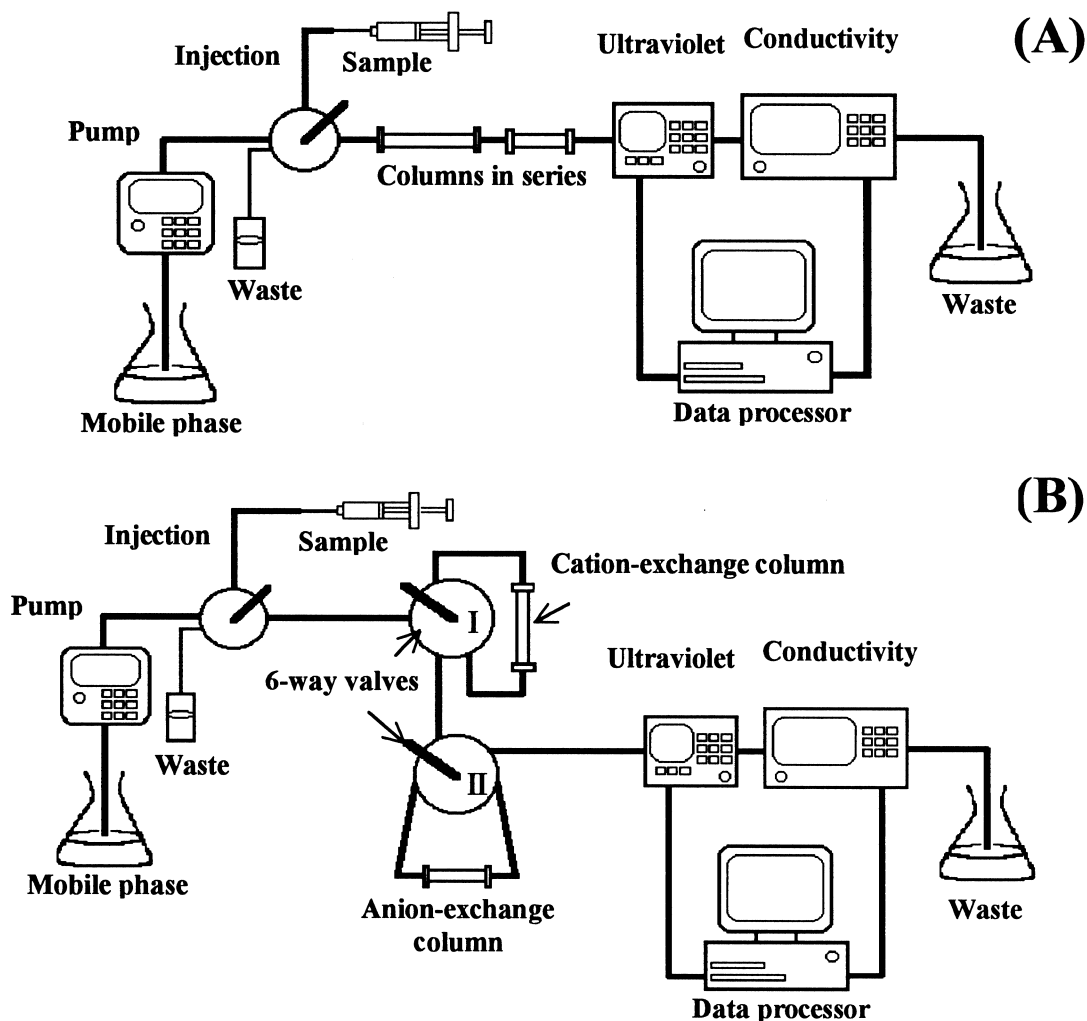 (A)
Injection
Sample
Ultraviolet
Conductivity
Pump
Columns in series
Waste
Waste
Mobile phase
Data processor
(B)
Injection
Sample
Cation-exchange column
Pump
I
6-way valves
Ultraviolet
Conductivity
Waste
II
Mobile phase
Anion-exchange
column
Waste
Data processor